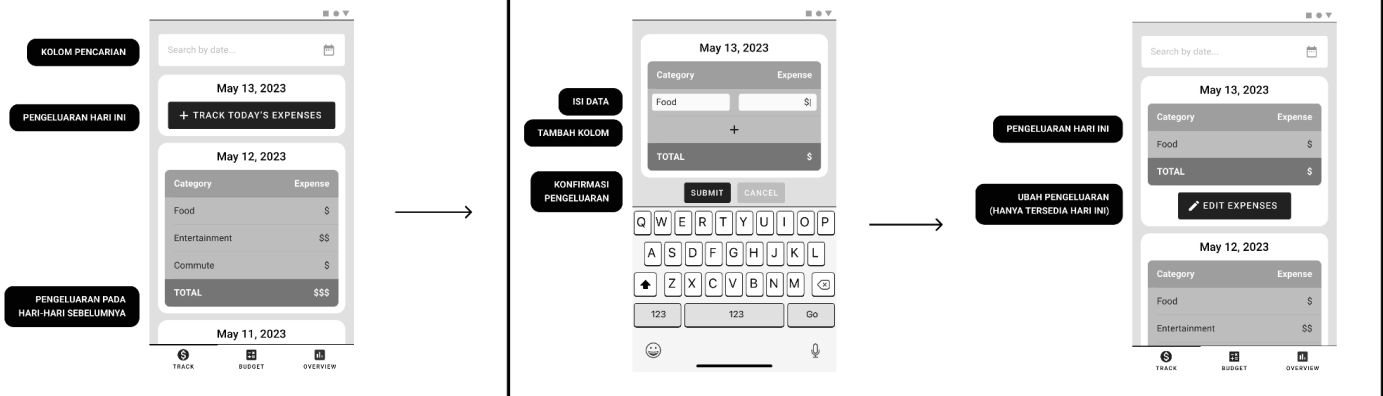 KOLOM PENCARIAN
Search by date...
May 13, 2023
PENGELUARAN HARI INI
+ TRACK TODAY'S EXPENSES
May 12, 2023
Category Expense
Food $
Entertainment $$
Commute $
TOTAL $$$
PENGELUARAN PADA
HARI-HARI SEBELUMNYA
May 11, 2023
TRACK BUDGET OVERVIEW
May 13, 2023
Category Expense
ISI DATA
Food $
TAMBAH KOLOM
+
TOTAL $
KONFIRMASI
PENGELUARAN
SUBMIT CANCEL
Q W E R T Y U I O P
A S D F G H J K L
Z X C V B N M
123 123 Go
Search by date...
May 13, 2023
PENGELUARAN HARI INI
Category Expense
Food $
TOTAL $
UBAH PENGELUARAN
(HANYA TERSEDIA HARI INI)
EDIT EXPENSES
May 12, 2023
Category Expense
Food $
Entertainment $$
TRACK BUDGET OVERVIEW